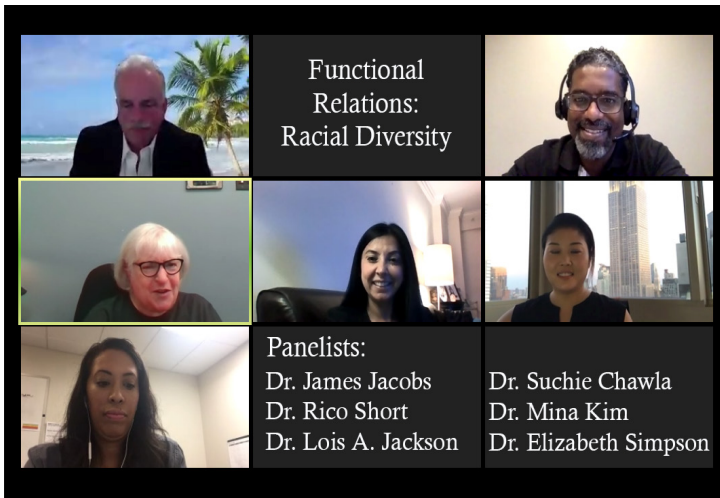 Functional
Relations:
Racial Diversity
Panelists:
Dr. James Jacobs
Dr. Rico Short
Dr. Lois A. Jackson
Dr. Suchie Chawla
Dr. Mina Kim
Dr. Elizabeth Simpson